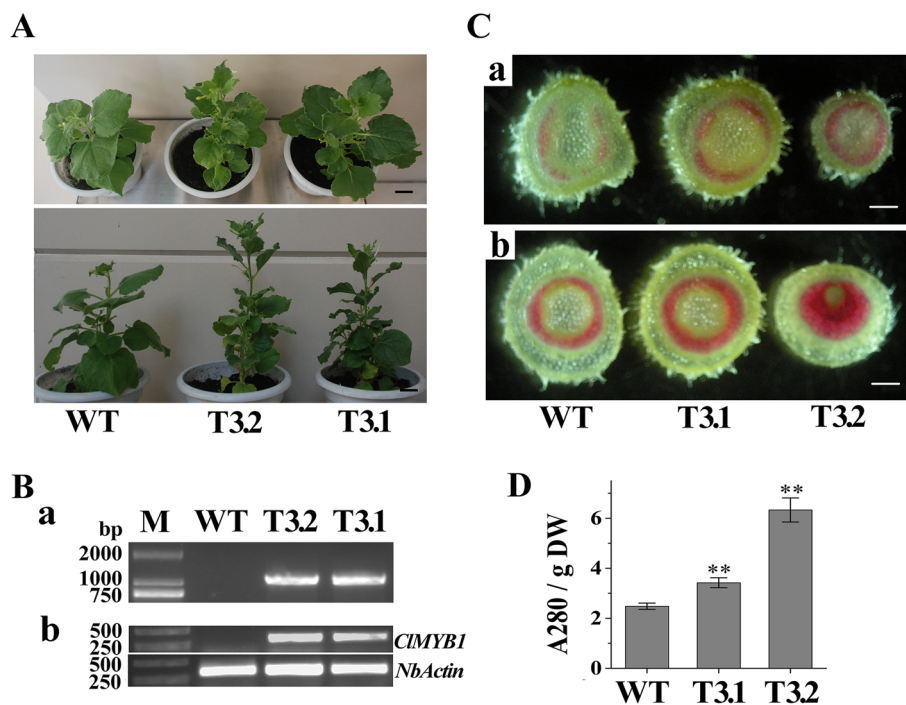 A
WT T3.2 T3.1
B
a
bp M WT T3.2 T3.1
2000
1000
750
b
500
250 ClMYB1
500
250 NbActin
C
a
b
WT T3.1 T3.2
D
A280 / g DW
6
4
2
0
**
**
WT T3.1 T3.2